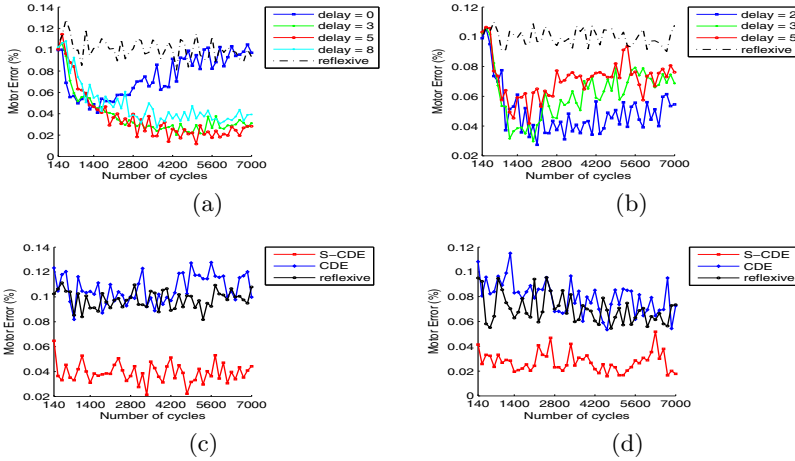 0.14
0.12
0.1
0.08
0.06
0.04
0.02
0
Motor Error (%)
140 1400 2800 4200 5600 7000
Number of cycles
delay = 0
delay = 3
delay = 5
delay = 8
reflexive
(a)
0.12
0.1
0.08
0.06
0.04
0.02
Motor Error (%)
140 1400 2800 4200 5600 7000
Number of cycles
delay = 2
delay = 3
reflexive
delay = 5
(b)
0.14
0.12
0.1
0.08
0.06
0.04
0.02
Motor Error (%)
140 1400 2800 4200 5600 7000
Number of cycles
S−CDE
CDE
reflexive
(c)
0.12
0.1
0.08
0.06
0.04
0.02
0
Motor Error (%)
140 1400 2800 4200 5600 7000
Number of cycles
S−CDE
CDE
reflexive
(d)